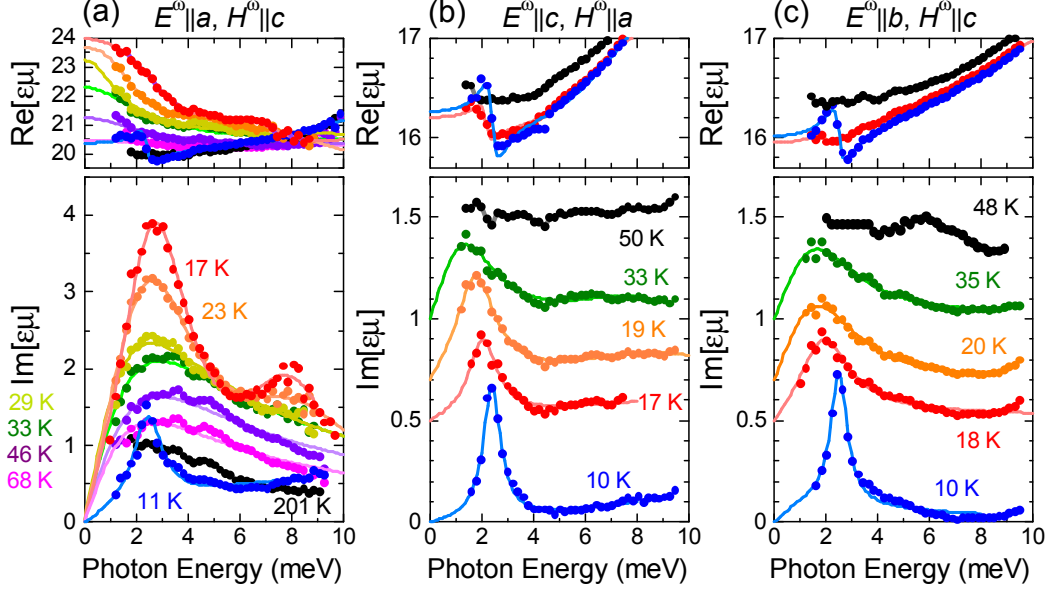 (a) E^ω||a, H^ω||c
(b) E^ω||c, H^ω||a
(c) E^ω||b, H^ω||c
Re[εμ]
24
23
22
21
20
Re[εμ]
17
16
Re[εμ]
17
16
Im[εμ]
4
3
2
1
0
17 K
23 K
29 K
33 K
46 K
68 K
11 K
201 K
0 2 4 6 8 10
Photon Energy (meV)
Im[εμ]
1.5
1
0.5
0
50 K
33 K
19 K
17 K
10 K
0 2 4 6 8 10
Photon Energy (meV)
Im[εμ]
1.5
1
0.5
0
48 K
35 K
20 K
18 K
10 K
0 2 4 6 8 10
Photon Energy (meV)